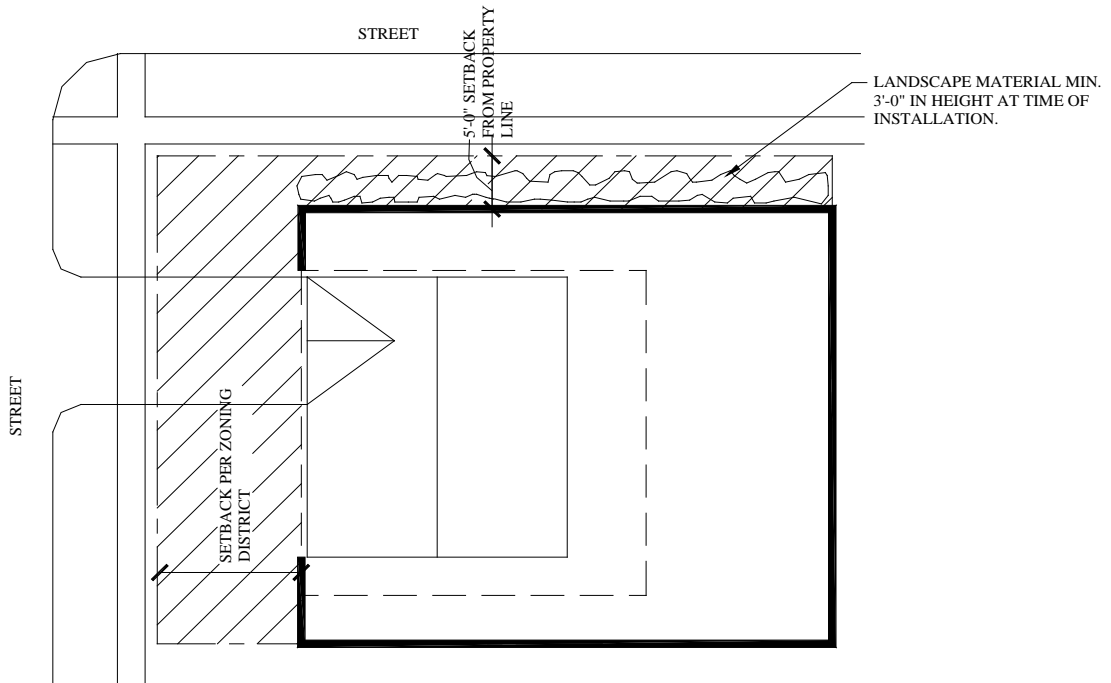 STREET
5'-0" SETBACK
FROM PROPERTY
LINE
LANDSCAPE MATERIAL MIN.
3'-0" IN HEIGHT AT TIME OF
INSTALLATION.
STREET
SETBACK PER ZONING
DISTRICT